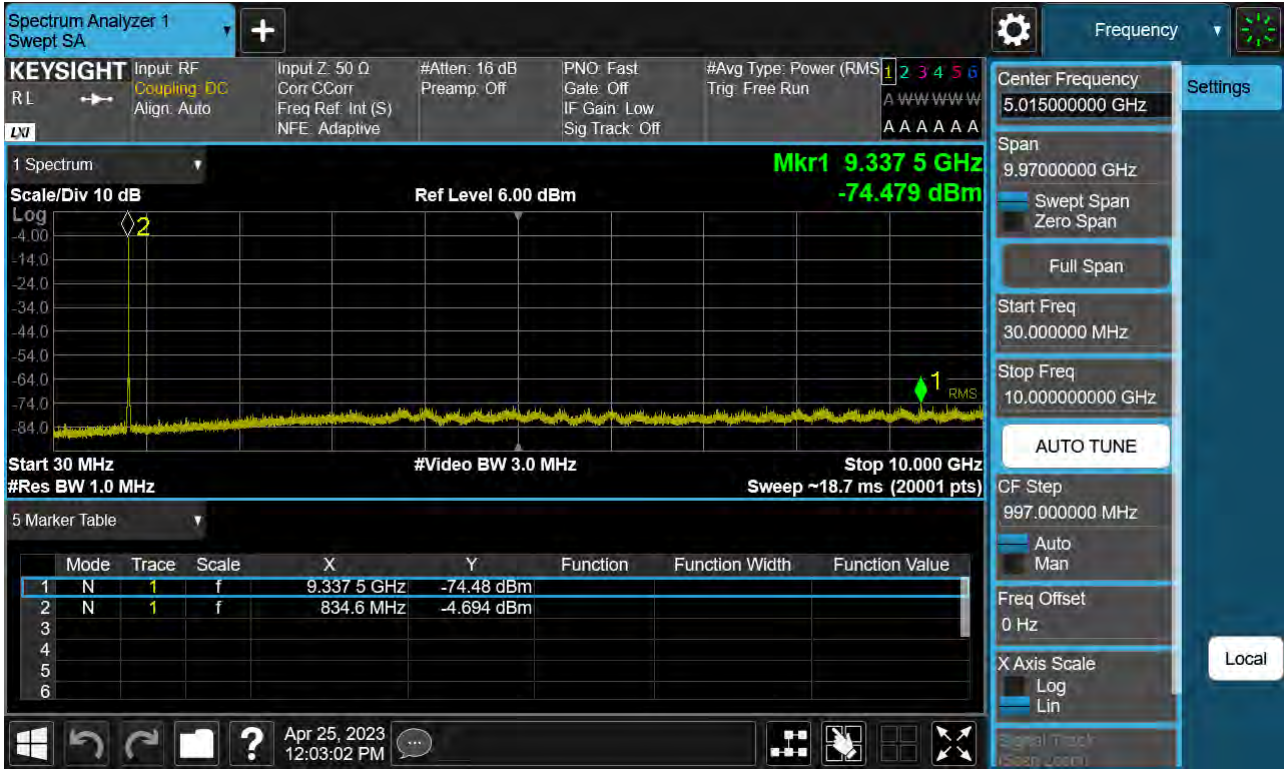 Spectrum Analyzer 1
Swept SA
+
Frequency
KEYSIGHT
RL
LXI
Input: RF
Coupling: DC
Align: Auto
Input Z: 50 Ω
Corr CCorr
Freq Ref: Int (S)
NFE: Adaptive
#Atten: 16 dB
Preamp: Off
PNO: Fast
Gate: Off
IF Gain: Low
Sig Track: Off
#Avg Type: Power (RMS
Trig: Free Run
1 2 3 4 5 6
A W W W W W
A A A A A A
1 Spectrum
Mkr1 9.337 5 GHz
-74.479 dBm
Scale/Div 10 dB
Ref Level 6.00 dBm
Log
-4.00
-14.0
-24.0
-34.0
-44.0
-54.0
-64.0
-74.0
-84.0
2
1
RMS
Start 30 MHz
#Video BW 3.0 MHz
Stop 10.000 GHz
#Res BW 1.0 MHz
Sweep ~18.7 ms (20001 pts)
5 Marker Table
Mode Trace Scale X Y Function Function Width Function Value
1 N 1 f 9.337 5 GHz -74.48 dBm
2 N 1 f 834.6 MHz -4.694 dBm
3
4
5
6
Apr 25, 2023
12:03:02 PM
?
Center Frequency
5.015000000 GHz
Settings
Span
9.97000000 GHz
Swept Span
Zero Span
Full Span
Start Freq
30.000000 MHz
Stop Freq
10.000000000 GHz
AUTO TUNE
CF Step
997.000000 MHz
Auto
Man
Freq Offset
0 Hz
X Axis Scale
Log
Lin
Local
Signal Track
(Span Zoom)